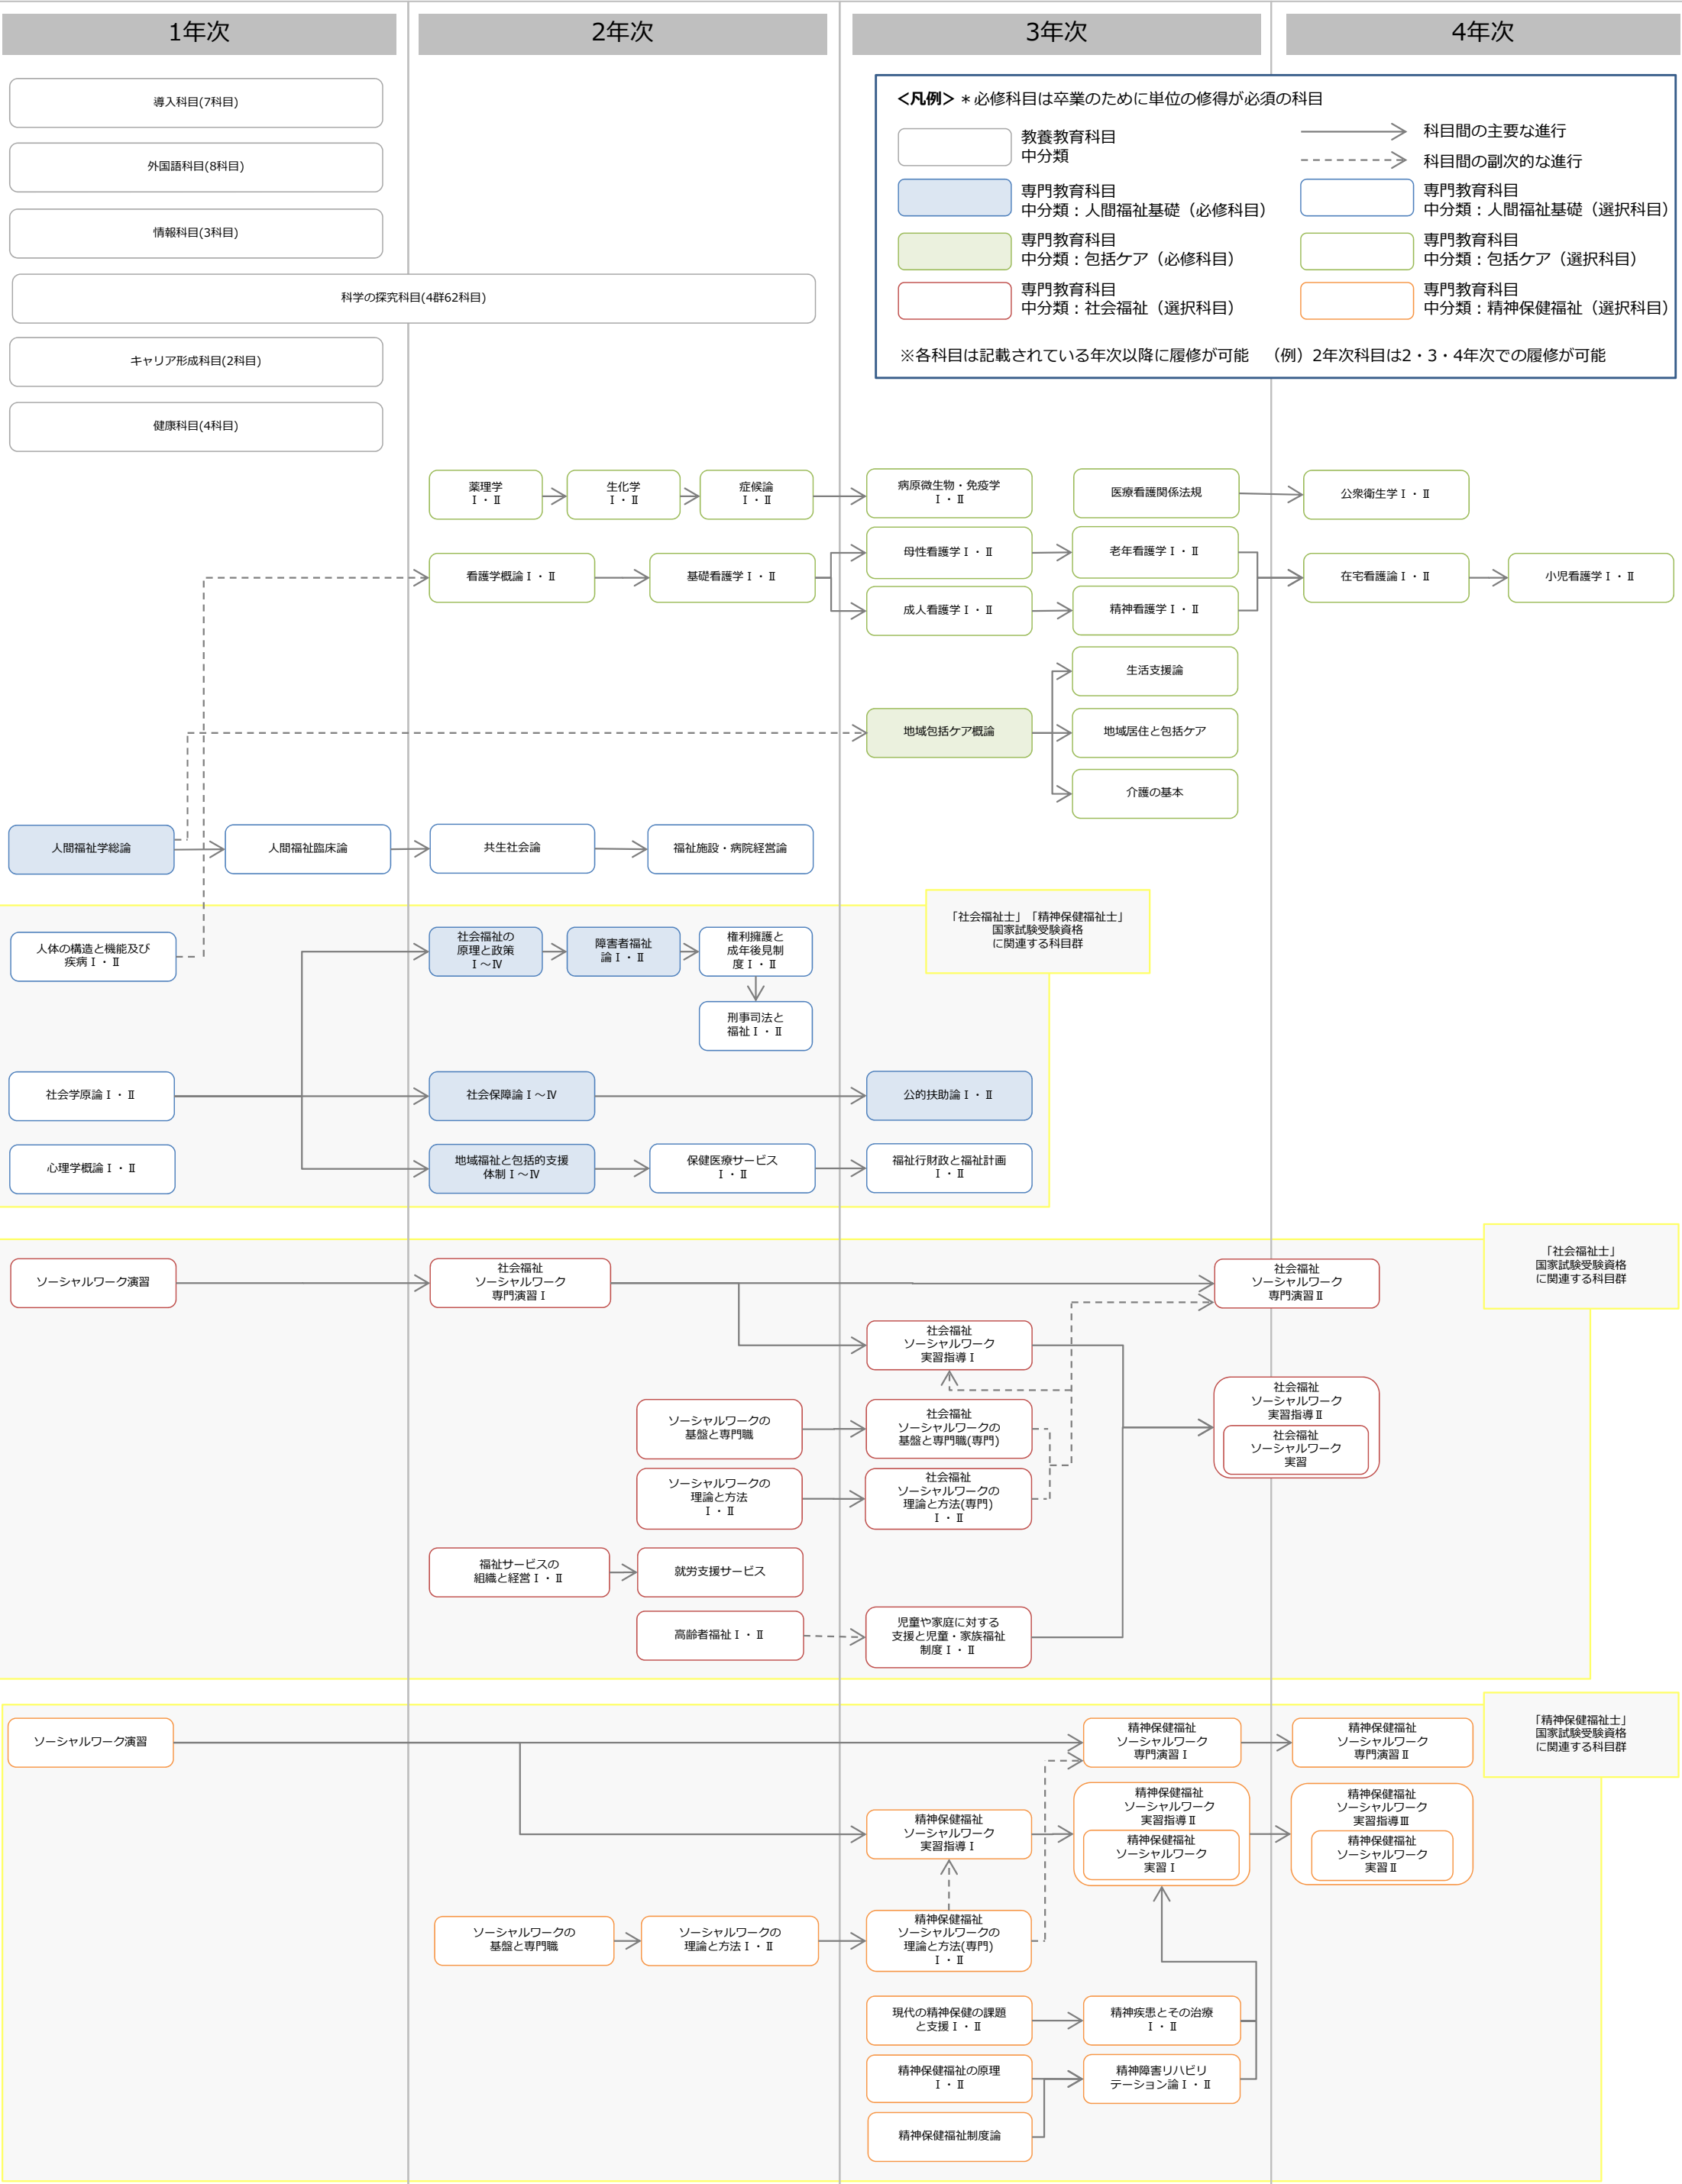 1年次
2年次
3年次
4年次
導入科目(7科目)
外国語科目(8科目)
情報科目(3科目)
科学の探究科目(4群62科目)
キャリア形成科目(2科目)
健康科目(4科目)
<凡例> ＊必修科目は卒業のために単位の修得が必須の科目
教養教育科目
中分類
科目間の主要な進行
科目間の副次的な進行
専門教育科目
中分類：人間福祉基礎（必修科目）
専門教育科目
中分類：人間福祉基礎（選択科目）
専門教育科目
中分類：包括ケア（必修科目）
専門教育科目
中分類：包括ケア（選択科目）
専門教育科目
中分類：社会福祉（選択科目）
専門教育科目
中分類：精神保健福祉（選択科目）
※各科目は記載されている年次以降に履修が可能　（例）2年次科目は2・3・4年次での履修が可能
薬理学
Ⅰ・Ⅱ
生化学
Ⅰ・Ⅱ
症候論
Ⅰ・Ⅱ
病原微生物・免疫学
Ⅰ・Ⅱ
医療看護関係法規
公衆衛生学Ⅰ・Ⅱ
看護学概論Ⅰ・Ⅱ
基礎看護学Ⅰ・Ⅱ
母性看護学Ⅰ・Ⅱ
老年看護学Ⅰ・Ⅱ
成人看護学Ⅰ・Ⅱ
精神看護学Ⅰ・Ⅱ
在宅看護論Ⅰ・Ⅱ
小児看護学Ⅰ・Ⅱ
生活支援論
地域包括ケア概論
地域居住と包括ケア
介護の基本
人間福祉学総論
人間福祉臨床論
共生社会論
福祉施設・病院経営論
「社会福祉士」「精神保健福祉士」
国家試験受験資格
に関連する科目群
人体の構造と機能及び
疾病Ⅰ・Ⅱ
社会福祉の
原理と政策
Ⅰ～Ⅳ
障害者福祉
論Ⅰ・Ⅱ
権利擁護と
成年後見制
度Ⅰ・Ⅱ
刑事司法と
福祉Ⅰ・Ⅱ
社会学原論Ⅰ・Ⅱ
社会保障論Ⅰ～Ⅳ
公的扶助論Ⅰ・Ⅱ
心理学概論Ⅰ・Ⅱ
地域福祉と包括的支援
体制Ⅰ～Ⅳ
保健医療サービス
Ⅰ・Ⅱ
福祉行財政と福祉計画
Ⅰ・Ⅱ
「社会福祉士」
国家試験受験資格
に関連する科目群
ソーシャルワーク演習
社会福祉
ソーシャルワーク
専門演習Ⅰ
社会福祉
ソーシャルワーク
専門演習Ⅱ
社会福祉
ソーシャルワーク
実習指導Ⅰ
社会福祉
ソーシャルワーク
実習指導Ⅱ
社会福祉
ソーシャルワーク
実習
ソーシャルワークの
基盤と専門職
社会福祉
ソーシャルワークの
基盤と専門職(専門)
ソーシャルワークの
理論と方法
Ⅰ・Ⅱ
社会福祉
ソーシャルワークの
理論と方法(専門)
Ⅰ・Ⅱ
福祉サービスの
組織と経営Ⅰ・Ⅱ
就労支援サービス
高齢者福祉Ⅰ・Ⅱ
児童や家庭に対する
支援と児童・家族福祉
制度Ⅰ・Ⅱ
「精神保健福祉士」
国家試験受験資格
に関連する科目群
ソーシャルワーク演習
精神保健福祉
ソーシャルワーク
専門演習Ⅰ
精神保健福祉
ソーシャルワーク
専門演習Ⅱ
精神保健福祉
ソーシャルワーク
実習指導Ⅰ
精神保健福祉
ソーシャルワーク
実習指導Ⅱ
精神保健福祉
ソーシャルワーク
実習Ⅰ
精神保健福祉
ソーシャルワーク
実習指導Ⅲ
精神保健福祉
ソーシャルワーク
実習Ⅱ
ソーシャルワークの
基盤と専門職
ソーシャルワークの
理論と方法Ⅰ・Ⅱ
精神保健福祉
ソーシャルワークの
理論と方法(専門)
Ⅰ・Ⅱ
現代の精神保健の課題
と支援Ⅰ・Ⅱ
精神疾患とその治療
Ⅰ・Ⅱ
精神保健福祉の原理
Ⅰ・Ⅱ
精神障害リハビリ
テーション論Ⅰ・Ⅱ
精神保健福祉制度論